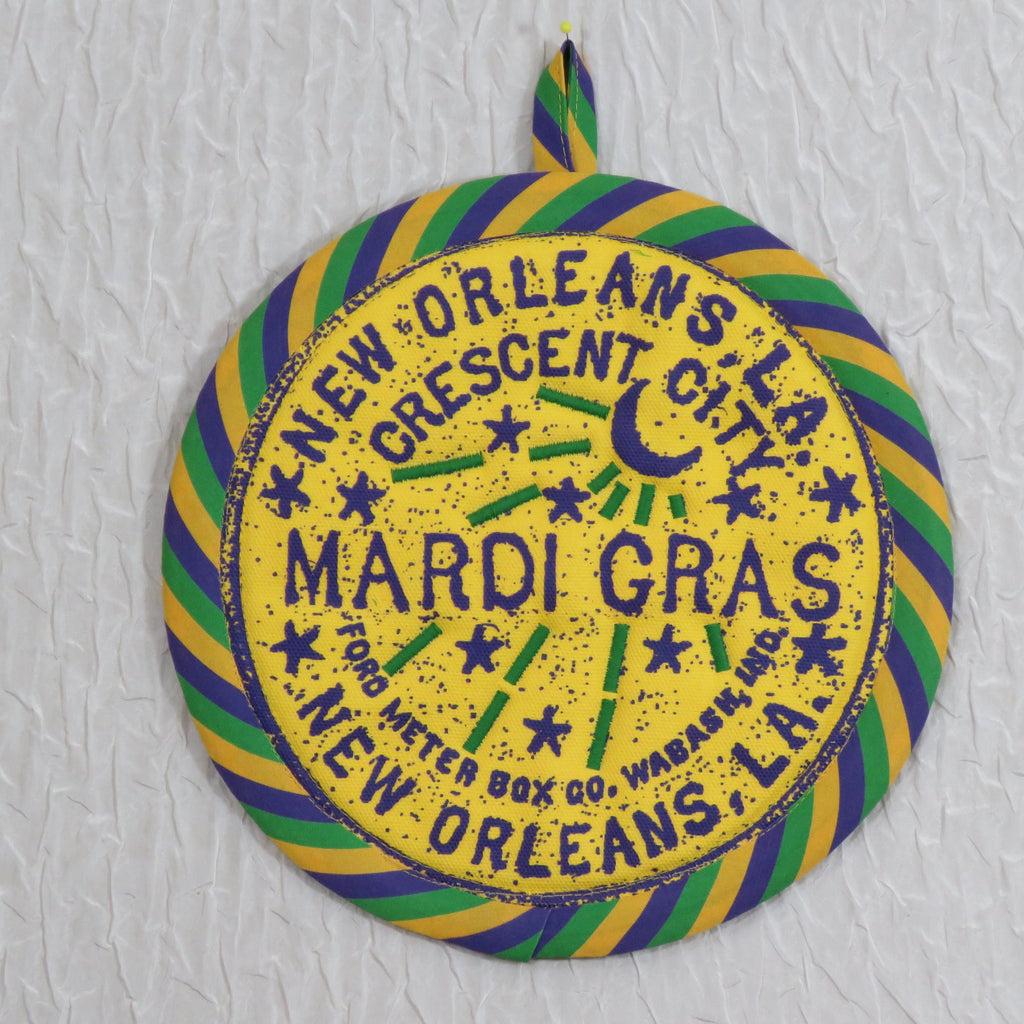 NEW ORLEANS, LA.
CRESCENT CITY
MARDI GRAS
FORD METER BOX CO. WABASH, IND.
NEW ORLEANS, LA.